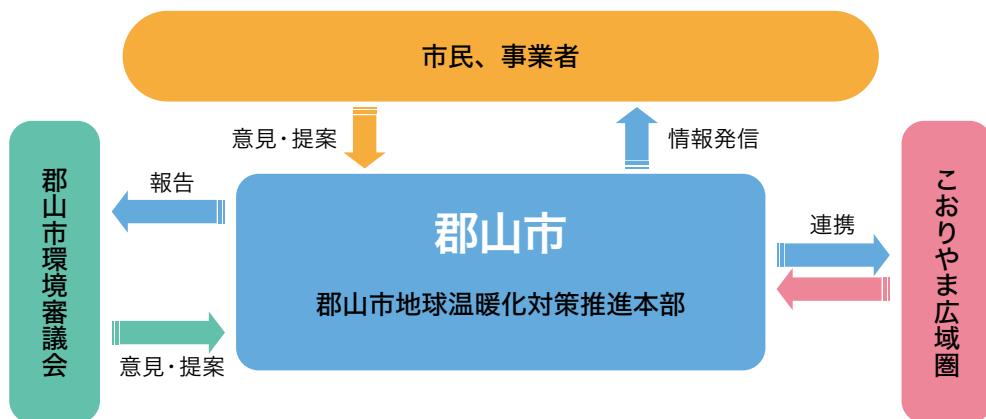 市民、事業者
意見・提案
情報発信
郡山市環境審議会
報告
意見・提案
郡山市
郡山市地球温暖化対策推進本部
連携
こおりやま広域圏